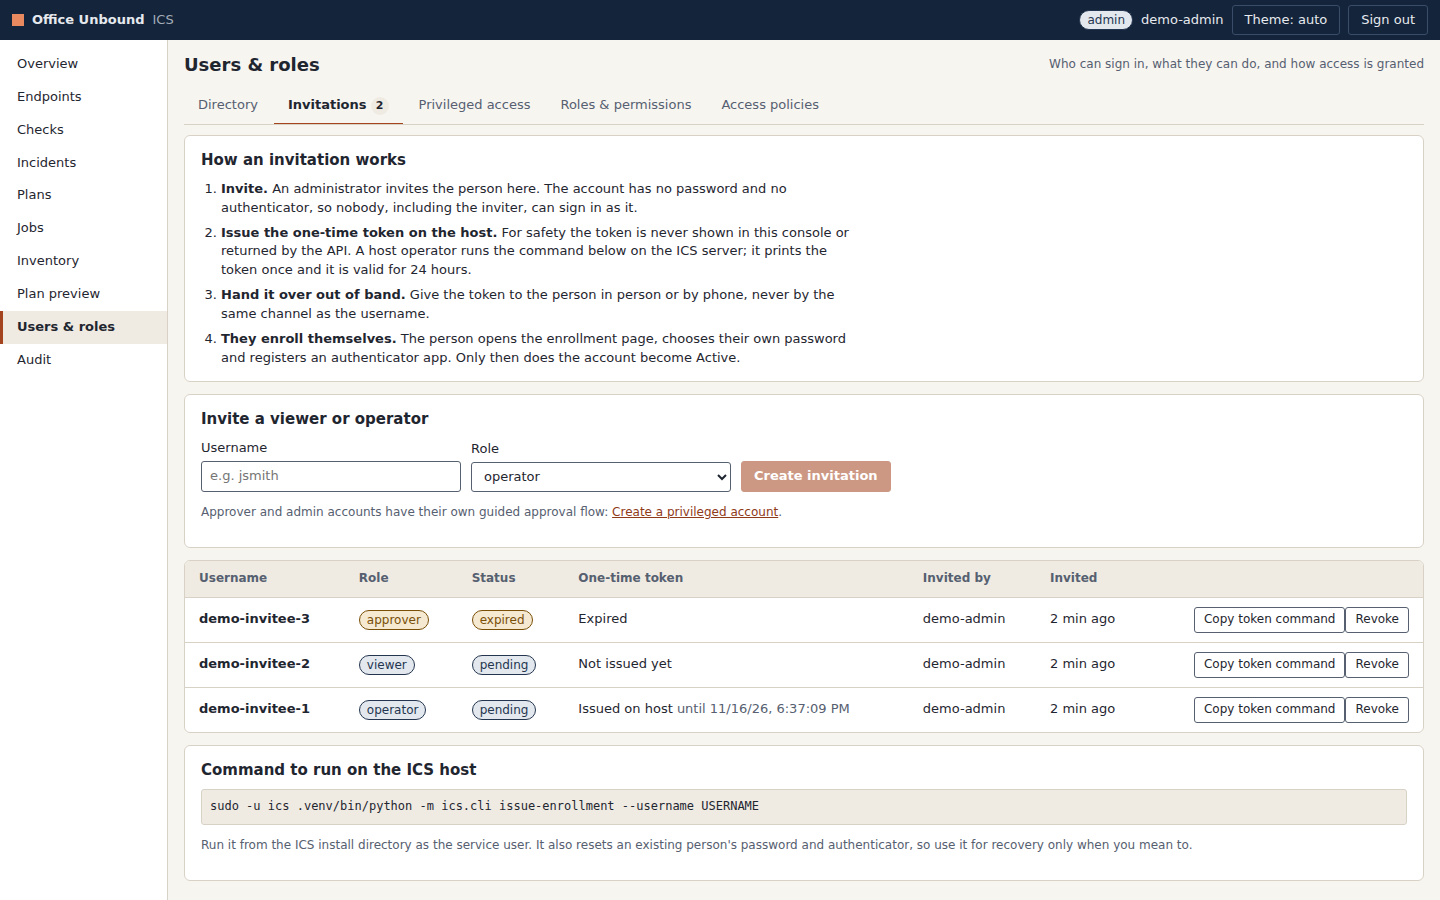 Office Unbound ICS
admin demo-admin Theme: auto Sign out
Overview
Endpoints
Checks
Incidents
Plans
Jobs
Inventory
Plan preview
Users & roles
Audit
Users & roles
Who can sign in, what they can do, and how access is granted
Directory Invitations 2 Privileged access Roles & permissions Access policies
How an invitation works
1. Invite. An administrator invites the person here. The account has no password and no
authenticator, so nobody, including the inviter, can sign in as it.
2. Issue the one-time token on the host. For safety the token is never shown in this console or
returned by the API. A host operator runs the command below on the ICS server; it prints the
token once and it is valid for 24 hours.
3. Hand it over out of band. Give the token to the person in person or by phone, never by the
same channel as the username.
4. They enroll themselves. The person opens the enrollment page, chooses their own password
and registers an authenticator app. Only then does the account become Active.
Invite a viewer or operator
Username Role
e.g. jsmith operator Create invitation
Approver and admin accounts have their own guided approval flow: Create a privileged account.
Username Role Status One-time token Invited by Invited
demo-invitee-3 approver expired Expired demo-admin 2 min ago Copy token command Revoke
demo-invitee-2 viewer pending Not issued yet demo-admin 2 min ago Copy token command Revoke
demo-invitee-1 operator pending Issued on host until 11/16/26, 6:37:09 PM demo-admin 2 min ago Copy token command Revoke
Command to run on the ICS host
sudo -u ics .venv/bin/python -m ics.cli issue-enrollment --username USERNAME
Run it from the ICS install directory as the service user. It also resets an existing person's password and authenticator, so use it for recovery only when you mean to.